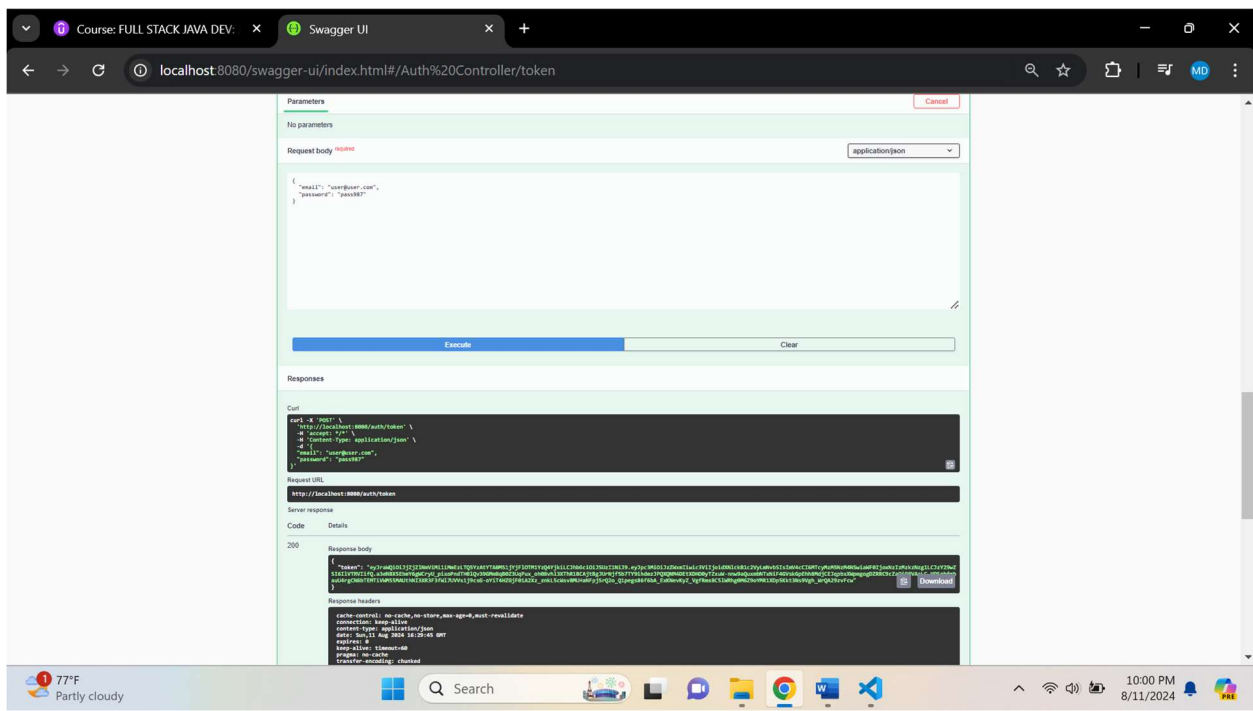 Course: FULL STACK JAVA DEV:
Swagger UI
localhost:8080/swagger-ui/index.html#/Auth%20Controller/token
MD
Parameters
Cancel
No parameters
Request body required
application/json
{
"email": "user@user.com",
"password": "pass987"
}
Execute
Clear
Responses
Curl
curl -X 'POST' \
'http://localhost:8080/auth/token' \
-H 'accept: */*' \
-H 'Content-Type: application/json' \
-d '{
"email": "user@user.com",
"password": "pass987"
}'
Request URL
http://localhost:8080/auth/token
Server response
Code
Details
200
Response body
{
"token":
}
Download
Response headers
cache-control: no-cache,no-store,max-age=0,must-revalidate
connection: keep-alive
content-type: application/json
date: Sun,11 Aug 2024 16:29:45 GMT
expires: 0
keep-alive: timeout=60
pragma: no-cache
transfer-encoding: chunked
1
77°F
Partly cloudy
Search
10:00 PM
8/11/2024
PRE